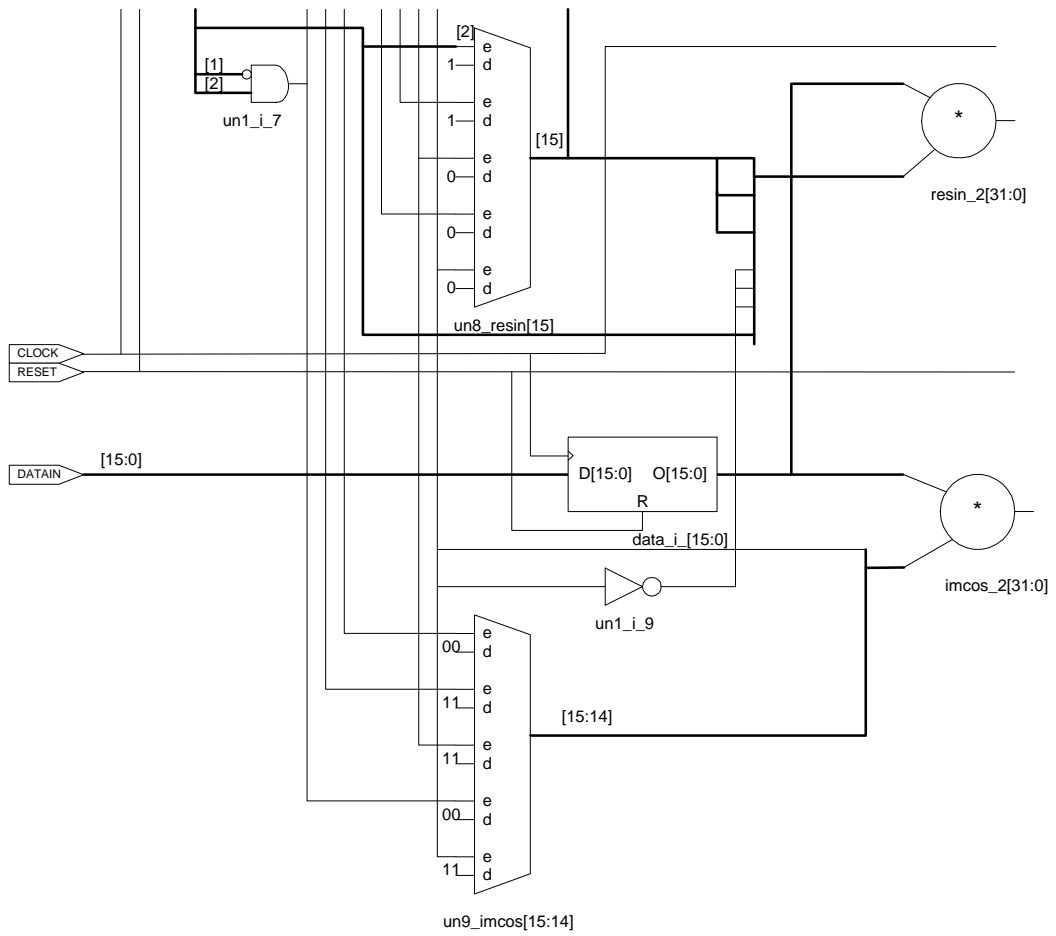 [2]
e
1 d
[1]
[2]
un1_i_7
e
1 d
[15]
e
0 d
e
0 d
e
0 d
*
resin_2[31:0]
un8_resin[15]
CLOCK
RESET
DATAIN
[15:0]
D[15:0] O[15:0]
R
data_i_[15:0]
*
imcos_2[31:0]
un1_i_9
e
00 d
e
11 d
[15:14]
e
11 d
e
00 d
e
11 d
un9_imcos[15:14]